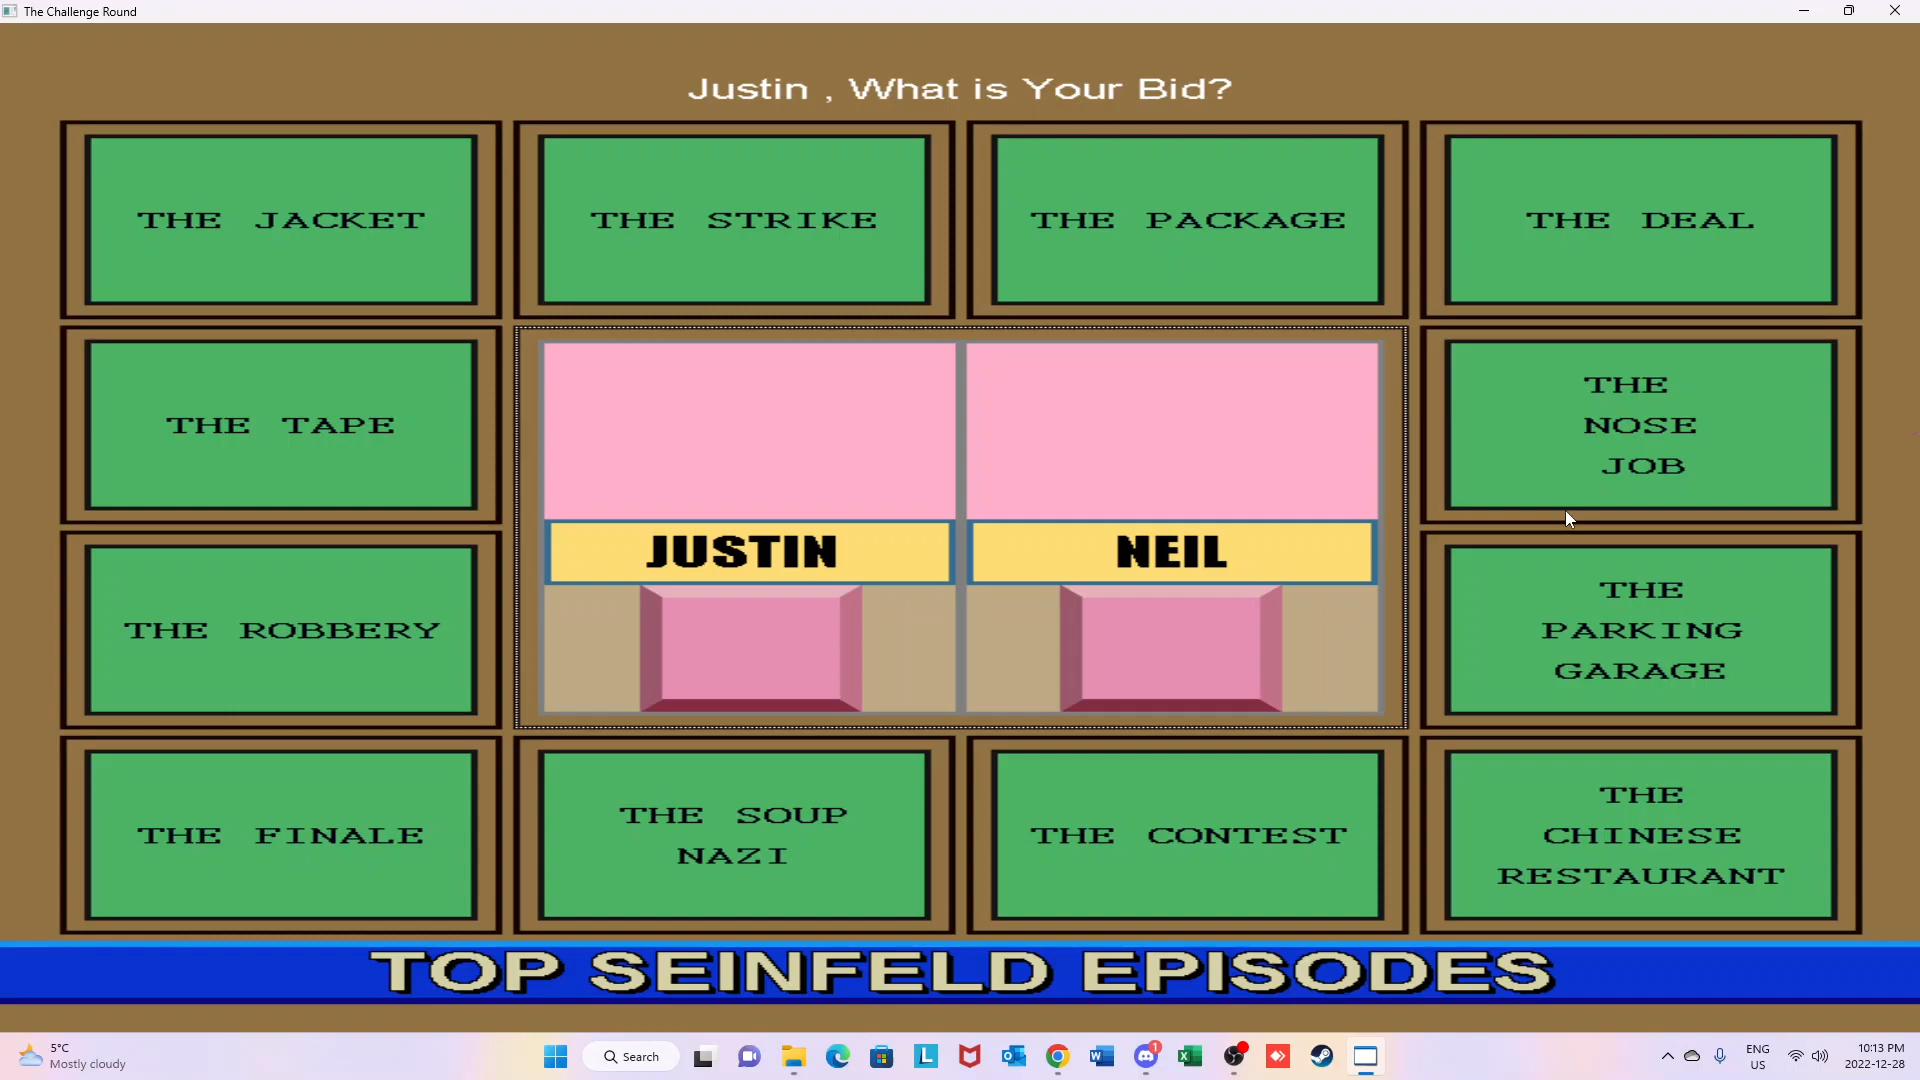 The Challenge Round
Justin , What is Your Bid?
THE JACKET
THE STRIKE
THE PACKAGE
THE DEAL
THE TAPE
THE
NOSE
JOB
JUSTIN
NEIL
THE ROBBERY
THE
PARKING
GARAGE
THE FINALE
THE SOUP
NAZI
THE CONTEST
THE
CHINESE
RESTAURANT
TOP SEINFELD EPISODES
5°C
Mostly cloudy
Search
L
1
ENG
US
10:13 PM
2022-12-28